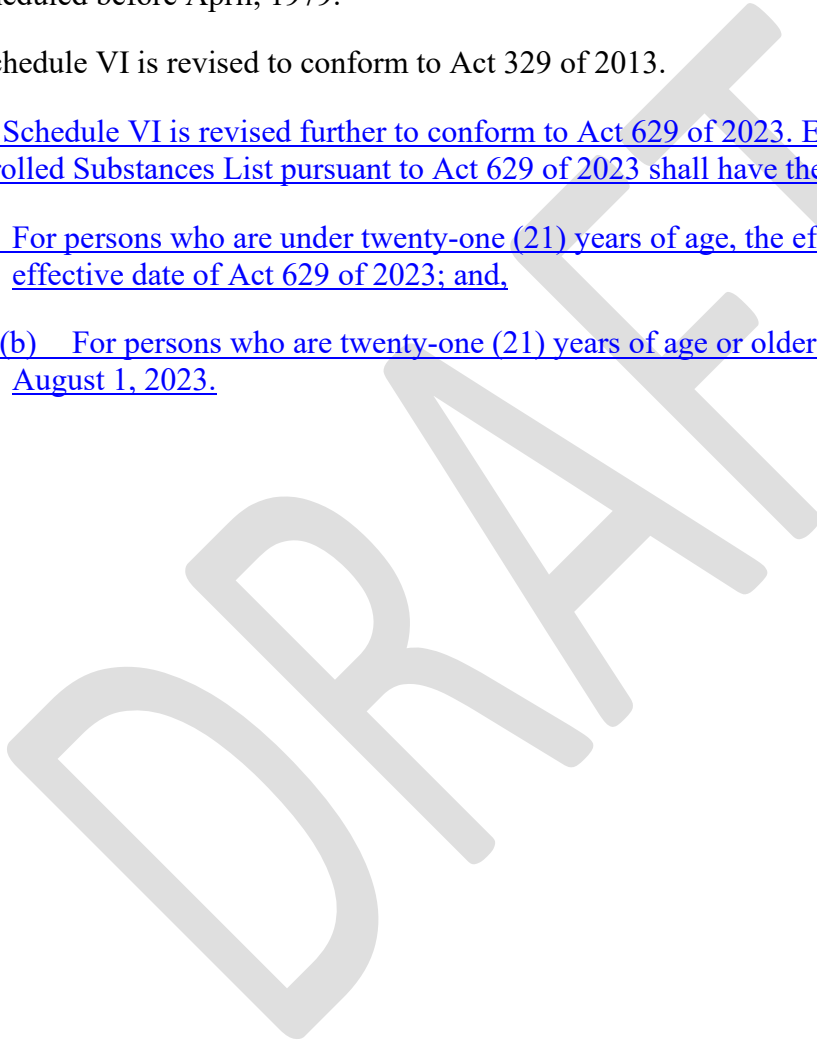 heduled before April, 1979.
hedule VI is revised to conform to Act 329 of 2013.
Schedule VI is revised further to conform to Act 629 of 2023. E
rolled Substances List pursuant to Act 629 of 2023 shall have the
For persons who are under twenty-one (21) years of age, the ef
effective date of Act 629 of 2023; and,
(b) For persons who are twenty-one (21) years of age or older
August 1, 2023.
DRAFT